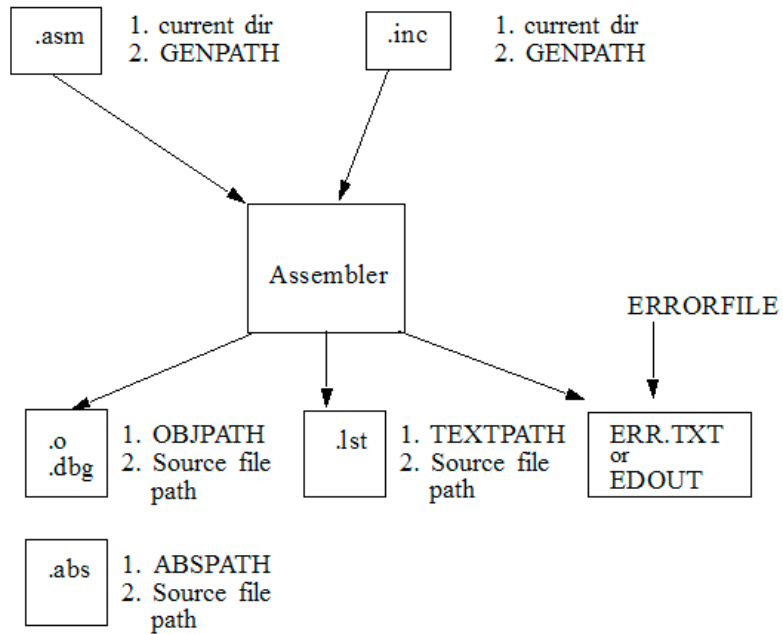 .asm
1. current dir
2. GENPATH
.inc
1. current dir
2. GENPATH
Assembler
ERRORFILE
.o
.dbg
1. OBJPATH
2. Source file
path
.lst
1. TEXTPATH
2. Source file
path
ERR.TXT
or
EDOUT
.abs
1. ABSPATH
2. Source file
path